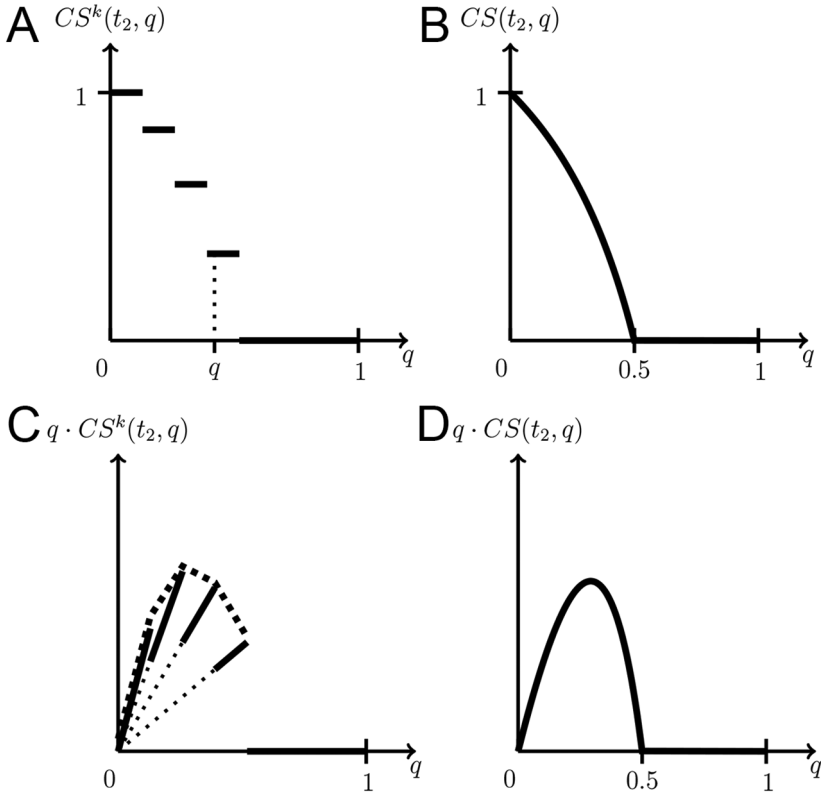 A CS^k(t_2, q)
1
0 q 1 q
B CS(t_2, q)
1
0 0.5 1 q
C q · CS^k(t_2, q)
0 1 q
D q · CS(t_2, q)
0 0.5 1 q